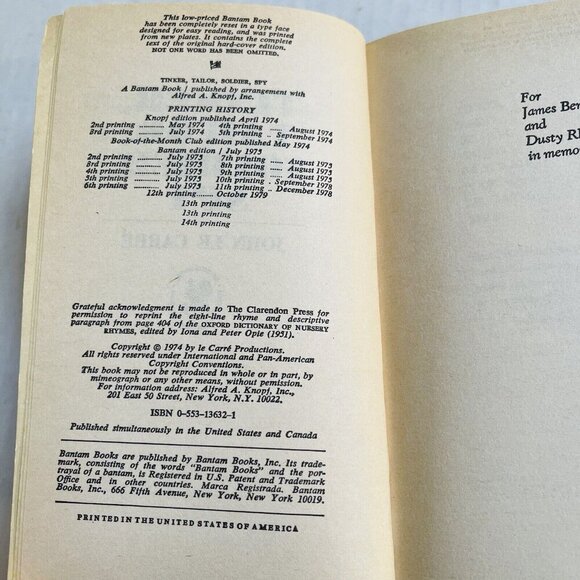 This low-priced Bantam Book
has been completely reset in a type face
designed for easy reading, and was printed
from new plates. It contains the complete
text of the original hard-cover edition.
NOT ONE WORD HAS BEEN OMITTED.
TINKER, TAILOR, SOLDIER, SPY
A Bantam Book / published by arrangement with
Alfred A. Knopf, Inc.
PRINTING HISTORY
Knopf edition published April 1974
2nd printing .......... May 1974 4th printing ...... August 1974
3rd printing .......... July 1974 5th printing .. September 1974
Book-of-the-Month Club edition published May 1974
Bantam edition / July 1975
2nd printing ......... July 1975 7th printing ...... August 1975
3rd printing ......... July 1975 8th printing ...... August 1975
4th printing ......... July 1975 9th printing ...... August 1975
5th printing ......... July 1975 10th printing . September 1978
6th printing ......... July 1975 11th printing .. December 1978
12th printing...... October 1979
13th printing
13th printing
14th printing
Grateful acknowledgment is made to The Clarendon Press for
permission to reprint the eight-line rhyme and descriptive
paragraph from page 404 of the OXFORD DICTIONARY OF NURSERY
RHYMES, edited by Iona and Peter Opie (1951).
Copyright © 1974 by le Carré Productions.
All rights reserved under International and Pan-American
Copyright Conventions.
This book may not be reproduced in whole or in part, by
mimeograph or any other means, without permission.
For information address: Alfred A. Knopf, Inc.,
201 East 50 Street, New York, N.Y. 10022.
ISBN 0-553-13632-1
Published simultaneously in the United States and Canada
Bantam Books are published by Bantam Books, Inc. Its trade-
mark, consisting of the words "Bantam Books" and the por-
trayal of a bantam, is Registered in U.S. Patent and Trademark
Office and in other countries. Marca Registrada. Bantam
Books, Inc., 666 Fifth Avenue, New York, New York 10019.
PRINTED IN THE UNITED STATES OF AMERICA
For
James Ben
and
Dusty Rh
in memo